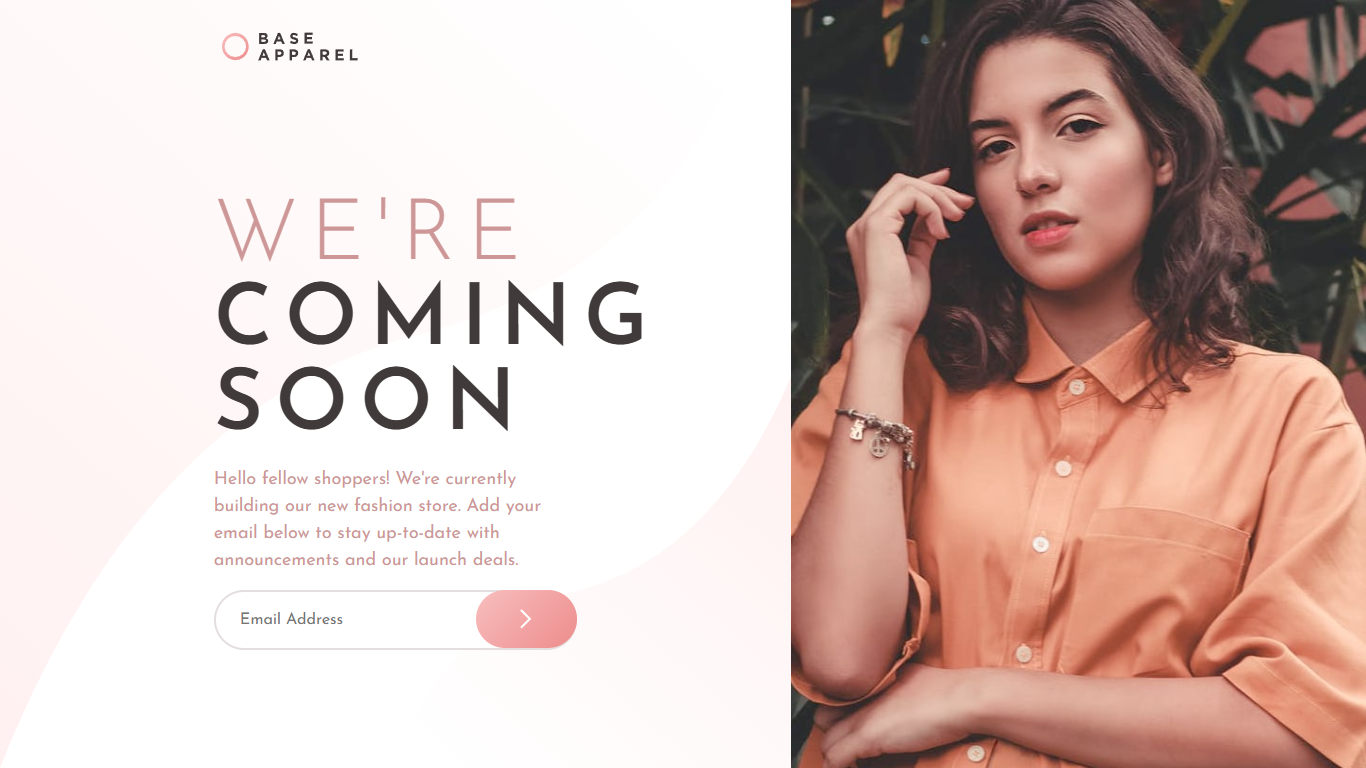 BASE
APPAREL
WE'RE
COMING
SOON
Hello fellow shoppers! We're currently
building our new fashion store. Add your
email below to stay up-to-date with
announcements and our launch deals.
Email Address